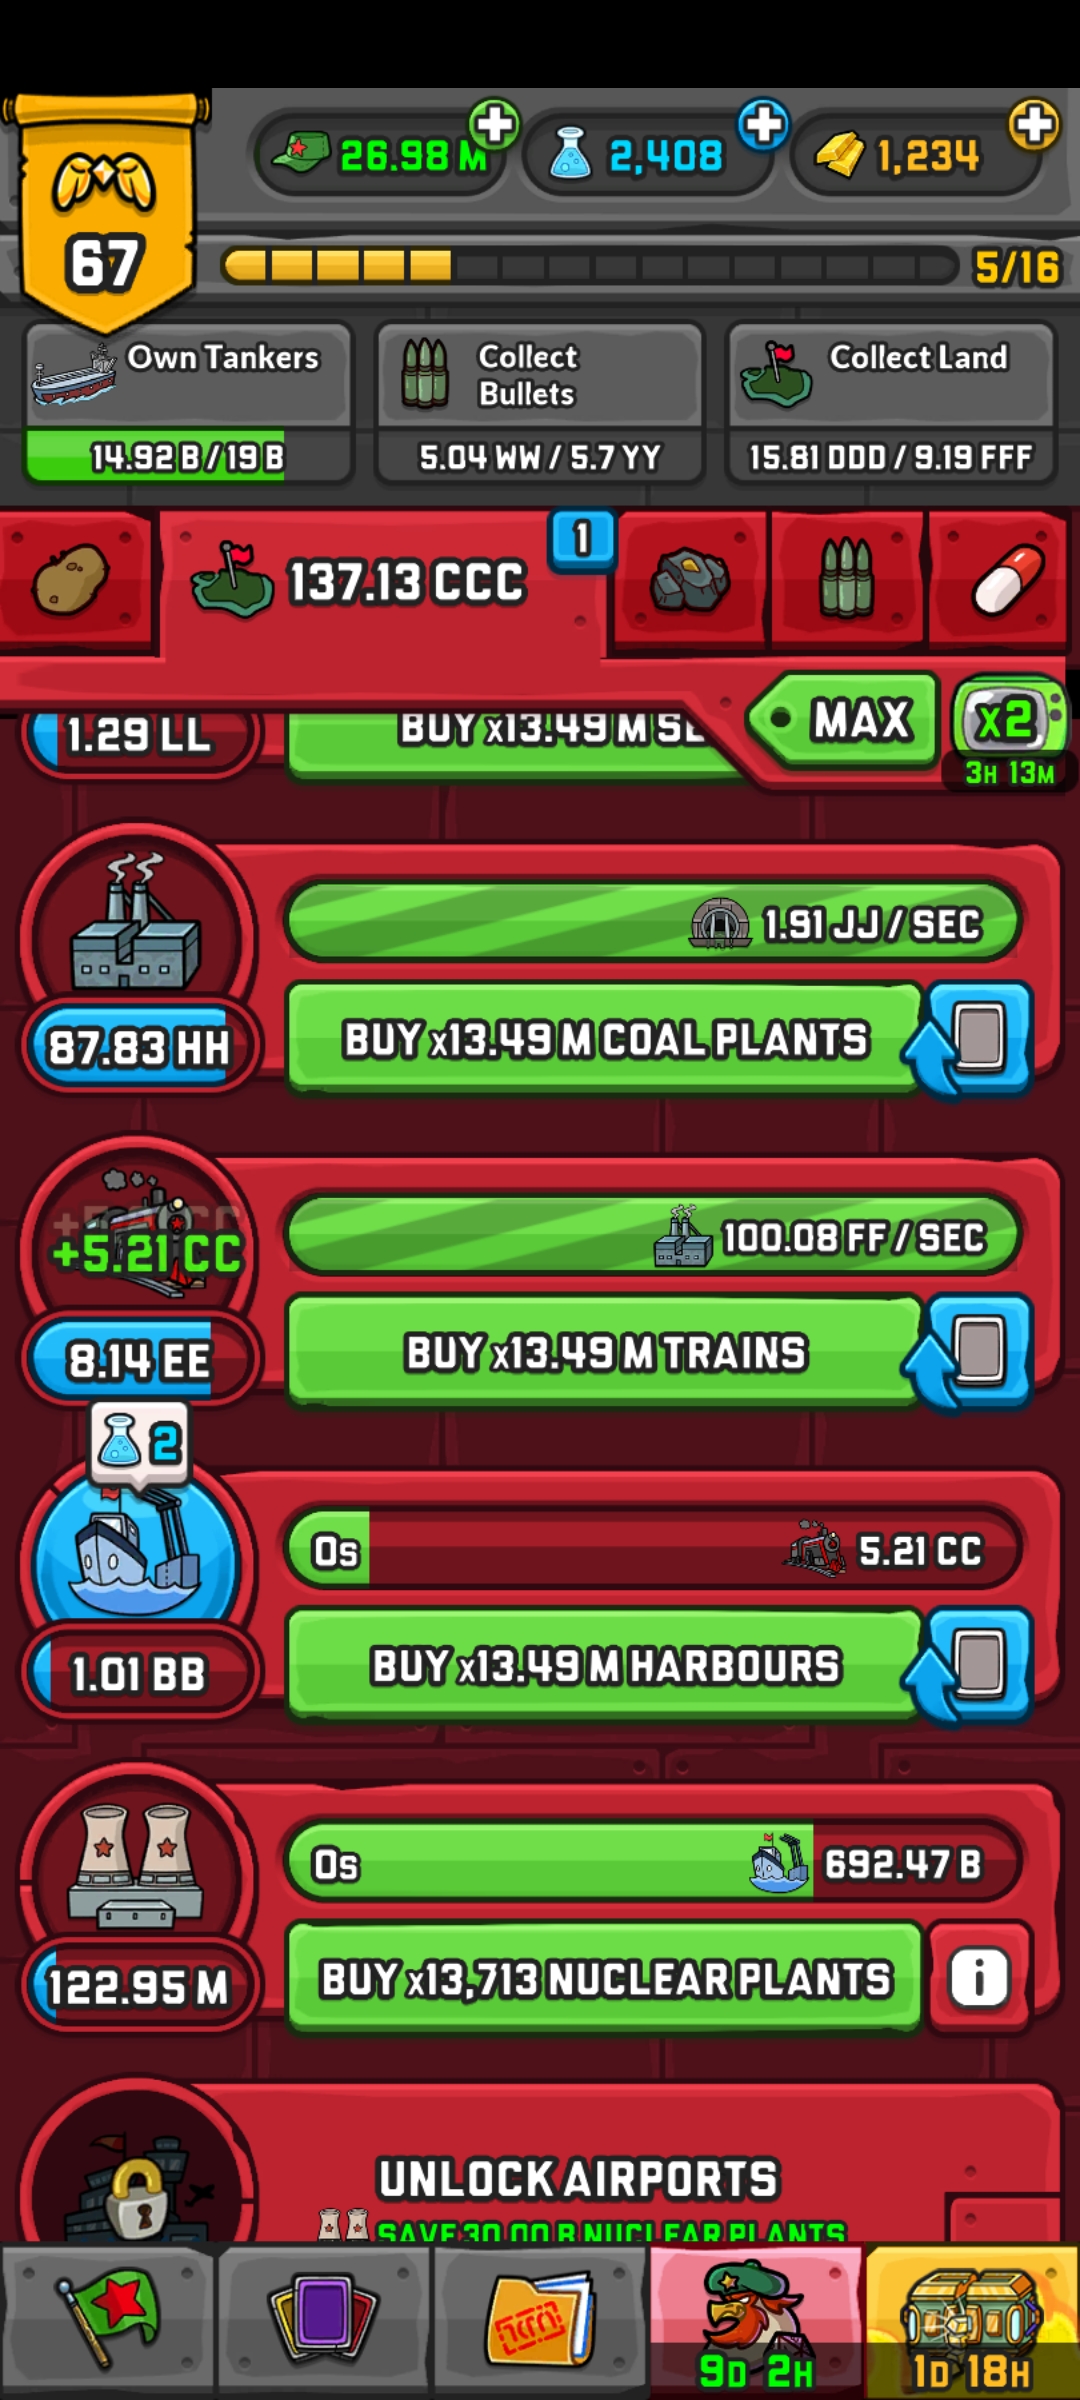 26.98 M
2,408
1,234
67
5/16
Own Tankers
14.92 B / 19 B
Collect
Bullets
5.04 WW / 5.7 YY
Collect Land
15.81 DDD / 9.19 FFF
137.13 CCC
1
MAX
x2
3H 13M
1.29 LL
BUY x13.49 M SE
1.91 JJ / SEC
87.83 HH
BUY x13.49 M COAL PLANTS
+5.21 CC
100.08 FF / SEC
8.14 EE
BUY x13.49 M TRAINS
2
0s
5.21 CC
1.01 BB
BUY x13.49 M HARBOURS
0s
692.47 B
122.95 M
BUY x13,713 NUCLEAR PLANTS
i
UNLOCK AIRPORTS
SAVE 30.00 B NUCLEAR PLANTS
9D 2H
1D 18H